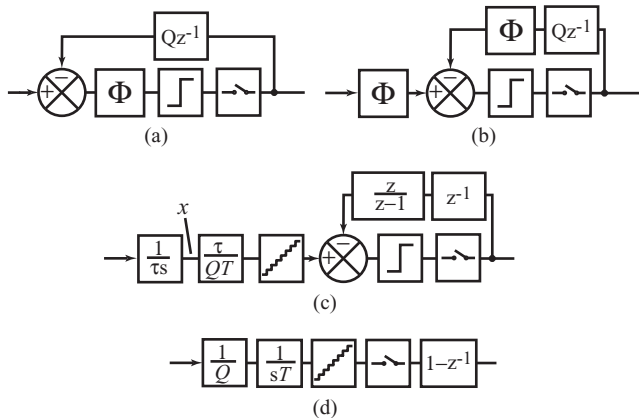 Qz-1
+ − Φ
(a)
Φ Qz-1
Φ + −
(b)
z/z−1 z-1
x
1/τs τ/QT + −
(c)
1/Q 1/sT 1−z-1
(d)